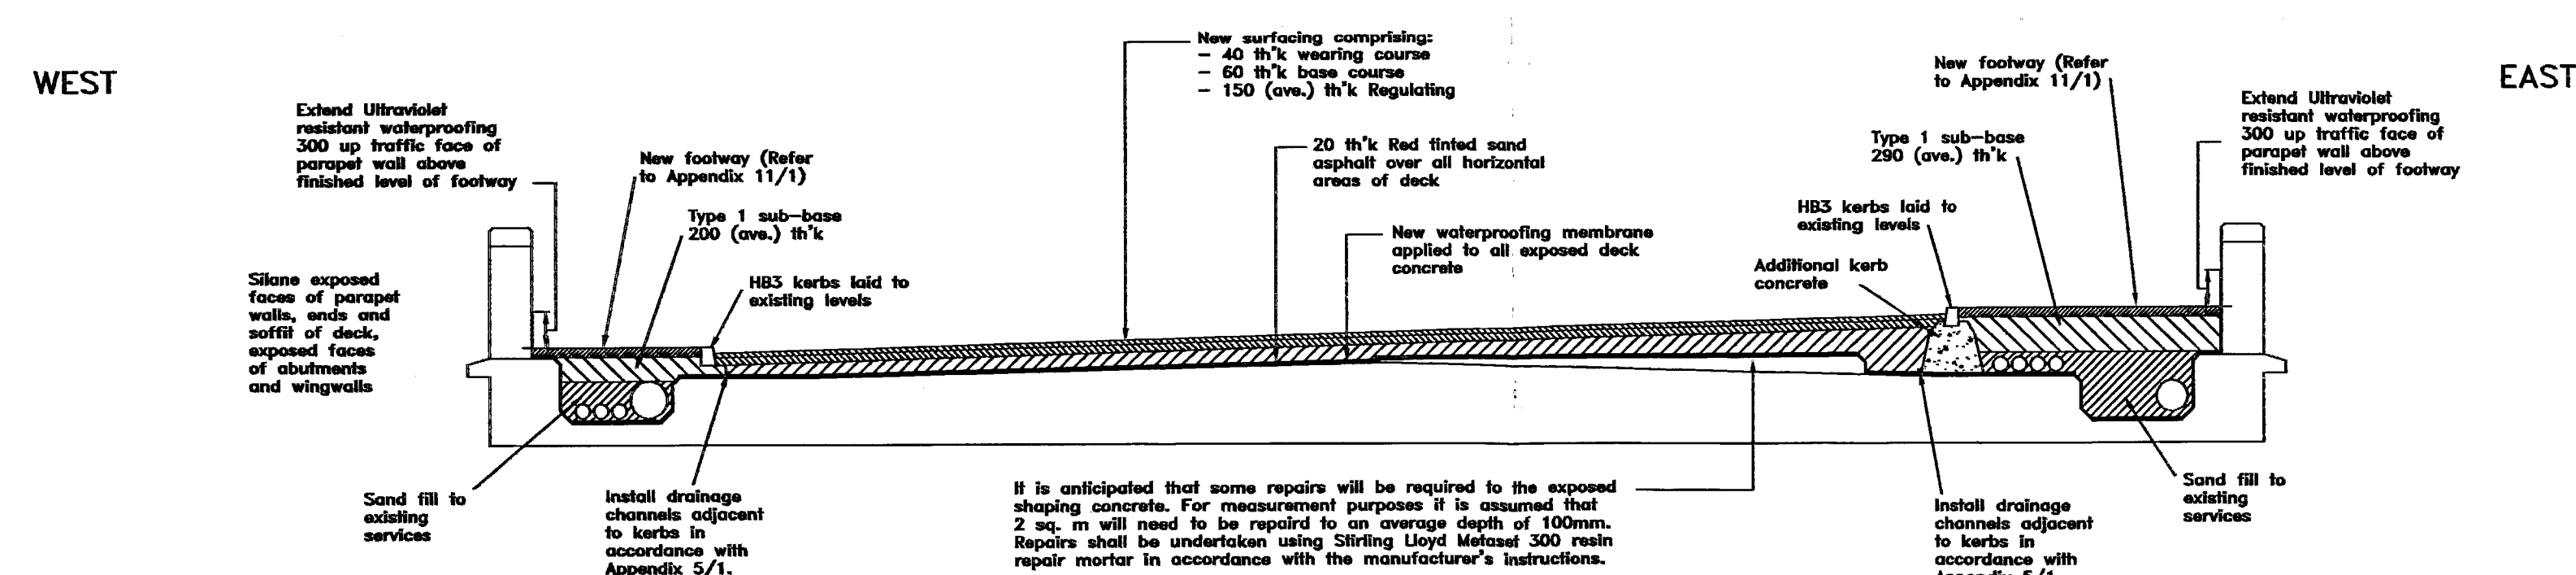 WEST
EAST
New surfacing comprising:
- 40 th'k wearing course
- 60 th'k base course
- 150 (ave.) th'k Regulating
New footway (Refer
to Appendix 11/1)
Extend Ultraviolet
resistant waterproofing
300 up traffic face of
parapet wall above
finished level of footway
Extend Ultraviolet
resistant waterproofing
300 up traffic face of
parapet wall above
finished level of footway
New footway (Refer
to Appendix 11/1)
20 th'k Red tinted sand
asphalt over all horizontal
areas of deck
Type 1 sub-base
290 (ave.) th'k
Type 1 sub-base
200 (ave.) th'k
New waterproofing membrane
applied to all exposed deck
concrete
HB3 kerbs laid to
existing levels
Silane exposed
faces of parapet
walls, ends and
soffit of deck,
exposed faces
of abutments
and wingwalls
HB3 kerbs laid to
existing levels
Additional kerb
concrete
Sand fill to
existing
services
Install drainage
channels adjacent
to kerbs in
accordance with
Appendix 5/1.
It is anticipated that some repairs will be required to the exposed
shaping concrete. For measurement purposes it is assumed that
2 sq. m will need to be repaird to an average depth of 100mm.
Repairs shall be undertaken using Stirling Lloyd Metaset 300 resin
repair mortar in accordance with the manufacturer's instructions.
Install drainage
channels adjacent
to kerbs in
accordance with
Appendix 5/1
Sand fill to
existing
services